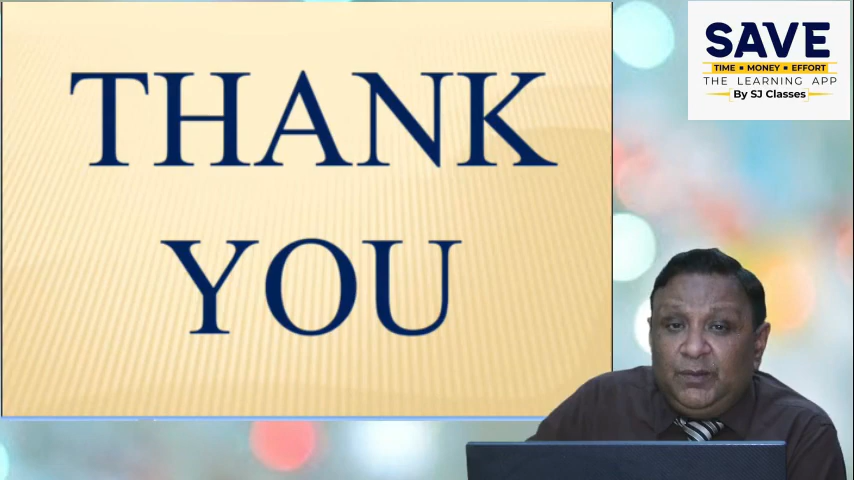 THANK
YOU
SAVE
TIME ▪ MONEY ▪ EFFORT
THE LEARNING APP
By SJ Classes